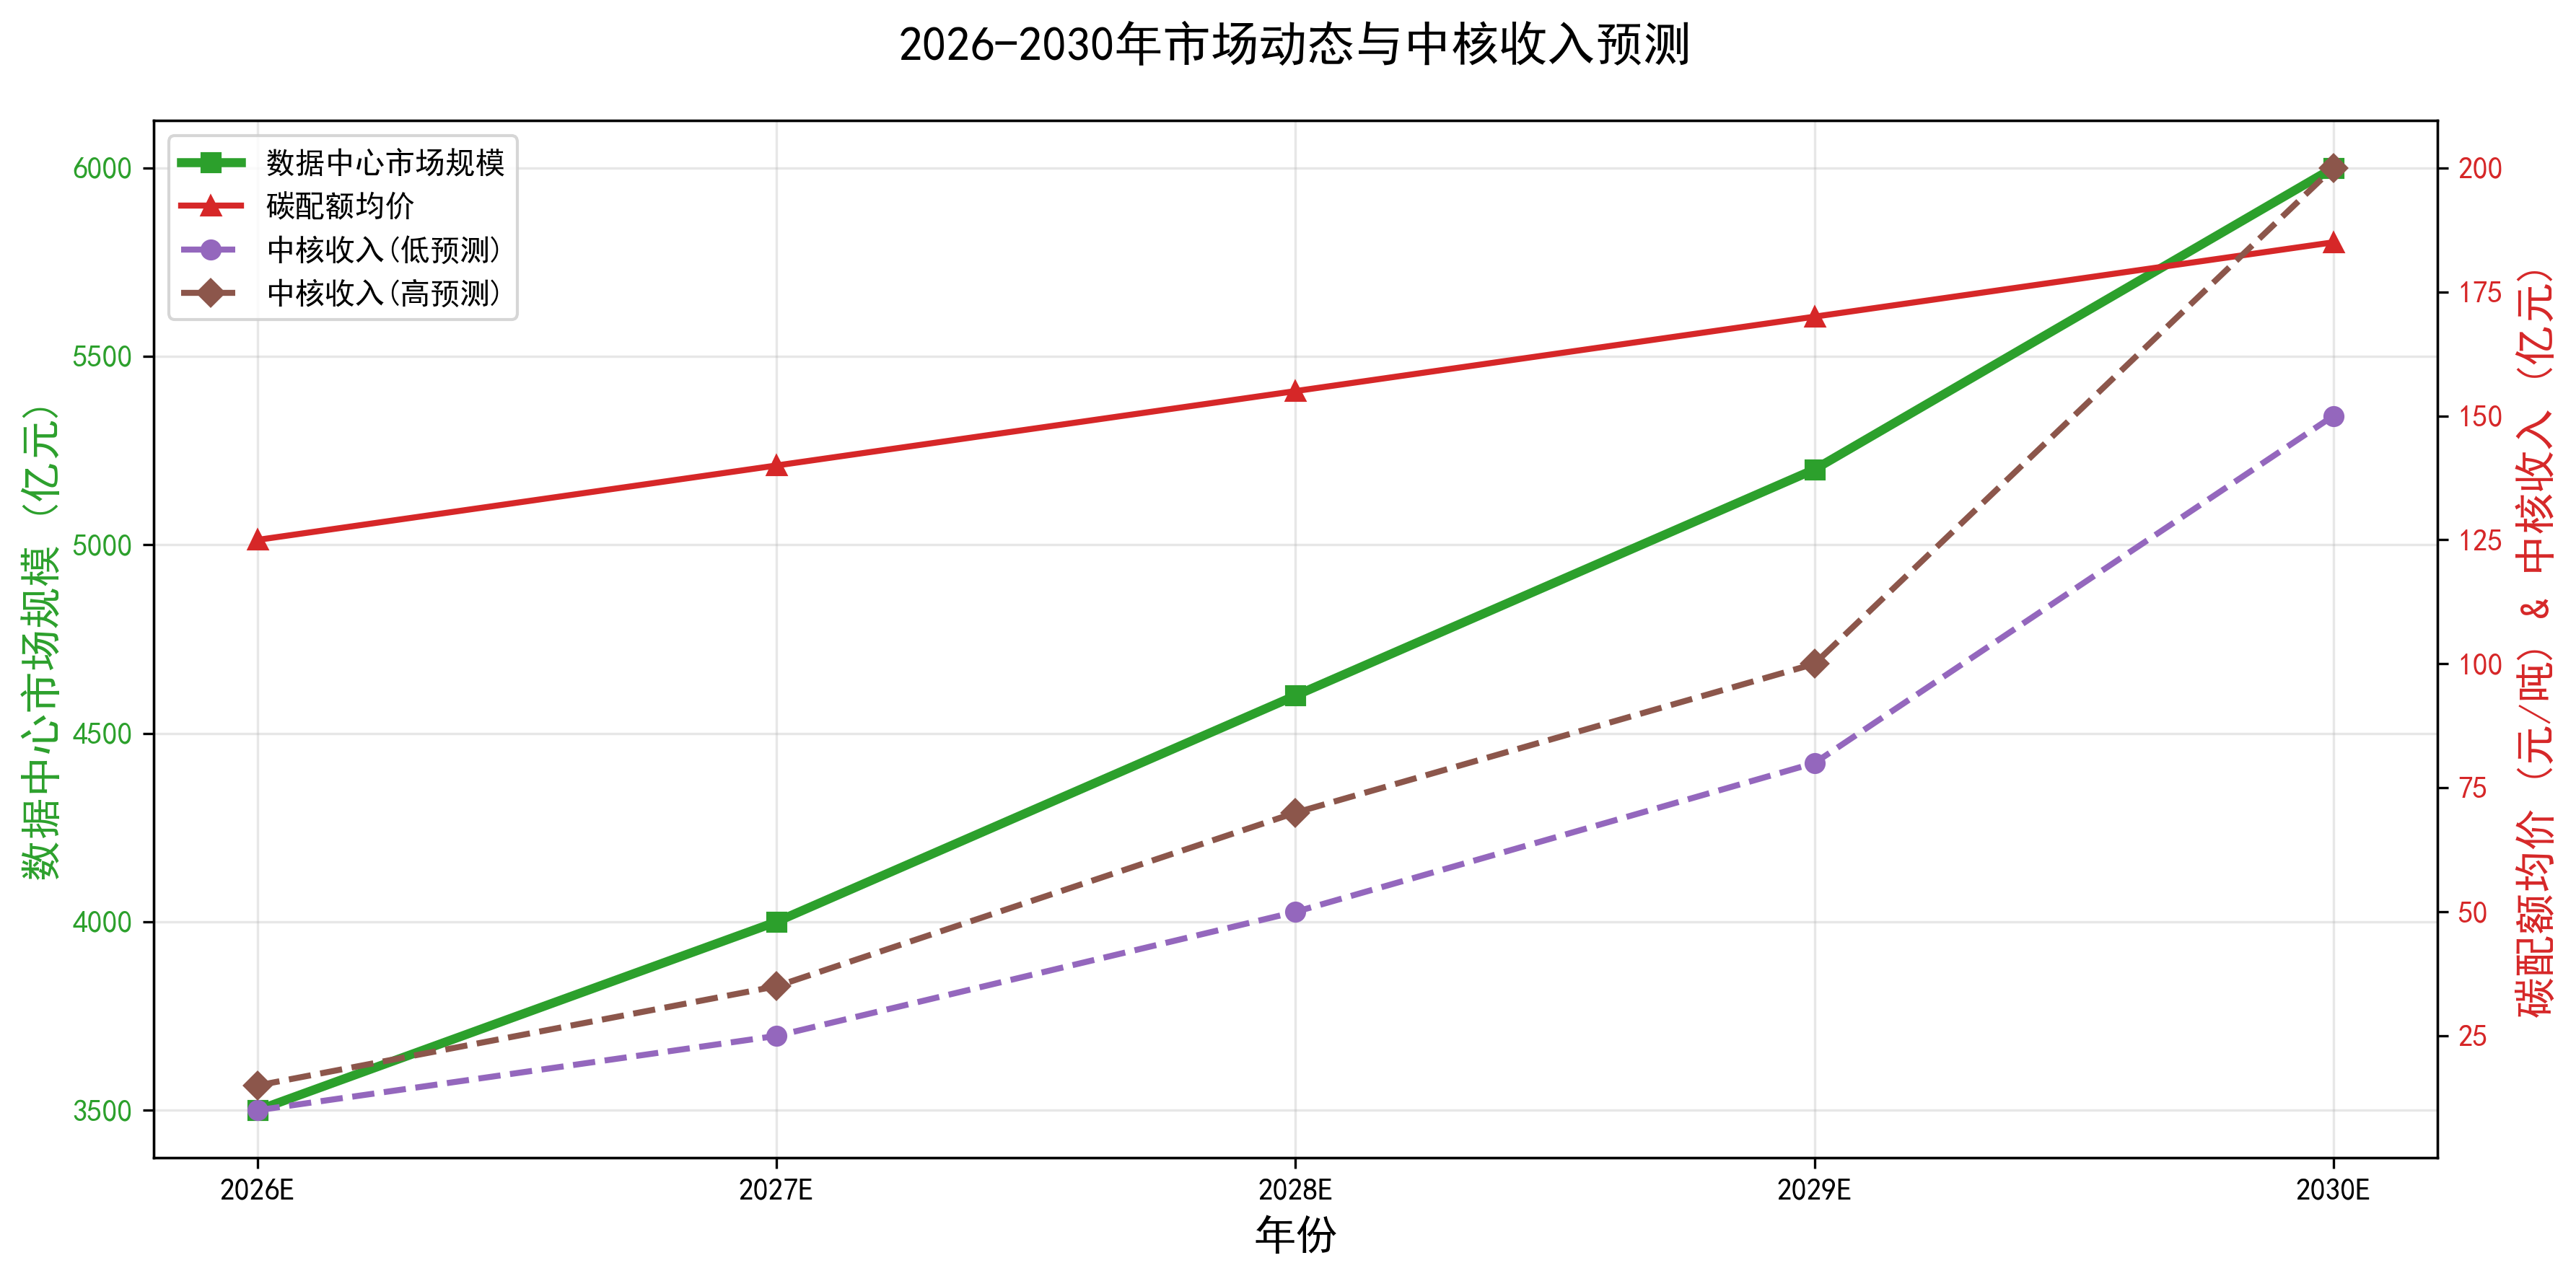 2026-2030年市场动态与中核收入预测
数据中心市场规模
碳配额均价
中核收入(低预测)
中核收入(高预测)
6000
5500
5000
4500
4000
3500
数据中心市场规模 (亿元)
200
175
150
125
100
75
50
25
碳配额均价 (元/吨) & 中核收入 (亿元)
2026E
2027E
2028E
2029E
2030E
年份